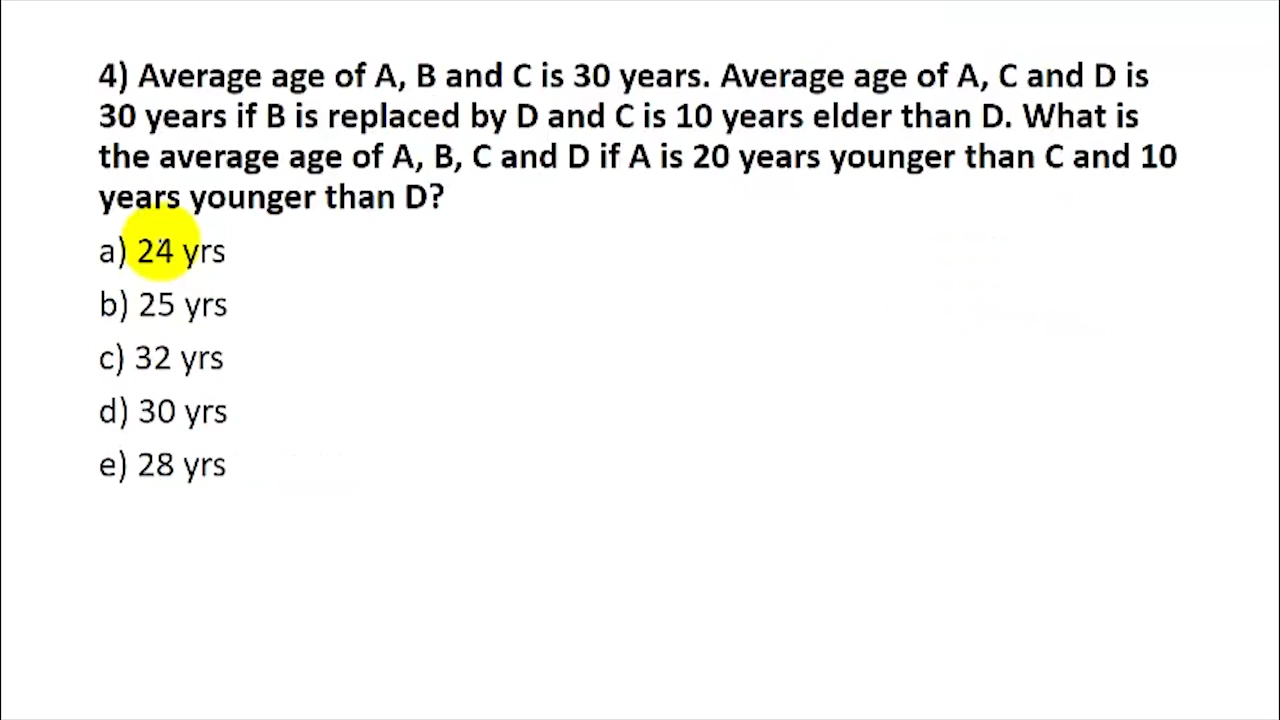 4) Average age of A, B and C is 30 years. Average age of A, C and D is
30 years if B is replaced by D and C is 10 years elder than D. What is
the average age of A, B, C and D if A is 20 years younger than C and 10
years younger than D?
a) 24 yrs
b) 25 yrs
c) 32 yrs
d) 30 yrs
e) 28 yrs